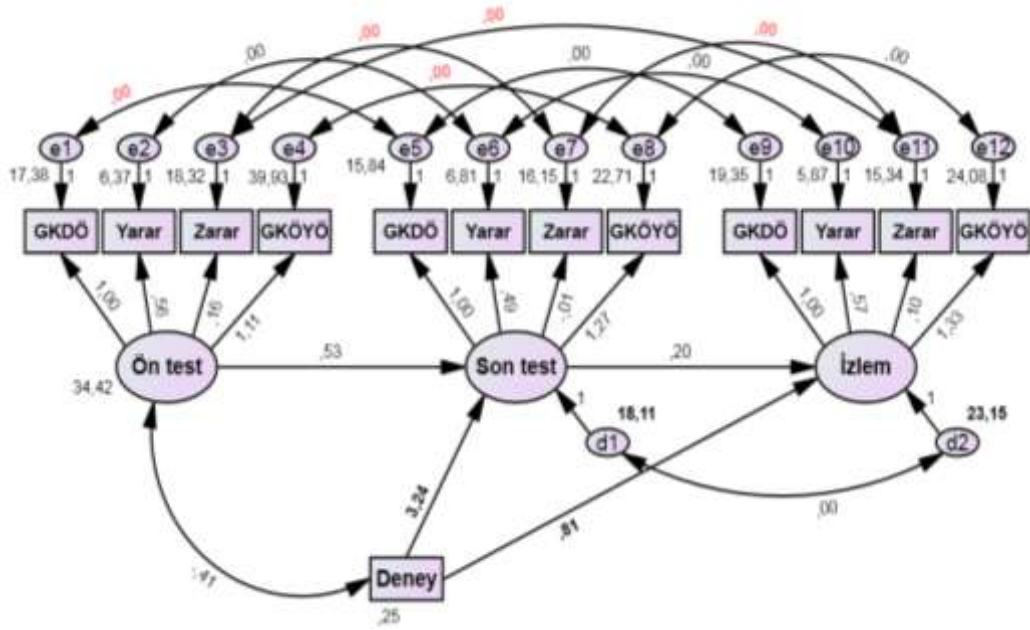 ,00
,00
,00
,00
,00
,00
,00
,00
,00
e1 e2 e3 e4 e5 e6 e7 e8 e9 e10 e11 e12
17,38 1 6,37 1 18,32 1 39,93 1 15,84 1 6,81 1 16,15 1 22,71 1 19,35 1 5,87 1 15,34 1 24,08 1
GKDÖ Yarar Zarar GKÖYÖ GKDÖ Yarar Zarar GKÖYÖ GKDÖ Yarar Zarar GKÖYÖ
1,00 ,56 ,16 1,11 1,00 ,49 1,27 1,00 ,57 ,10 1,33
Ön test ,53 Son test ,20 İzlem
34,42
1 18,11 1 23,15
d1 d2
3,24 ,81 ,00
-,41 Deney
,25